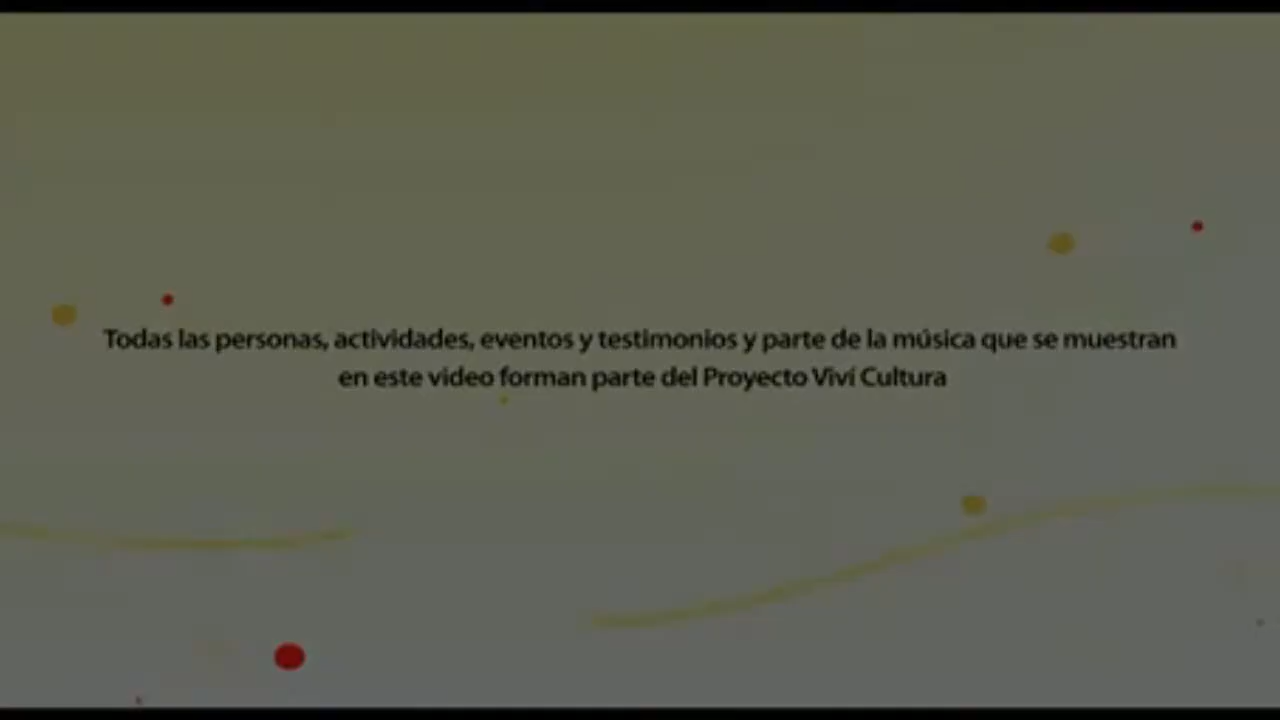 Todas las personas, actividades, eventos y testimonios y parte de la música que se muestran
en este video forman parte del Proyecto Viví Cultura